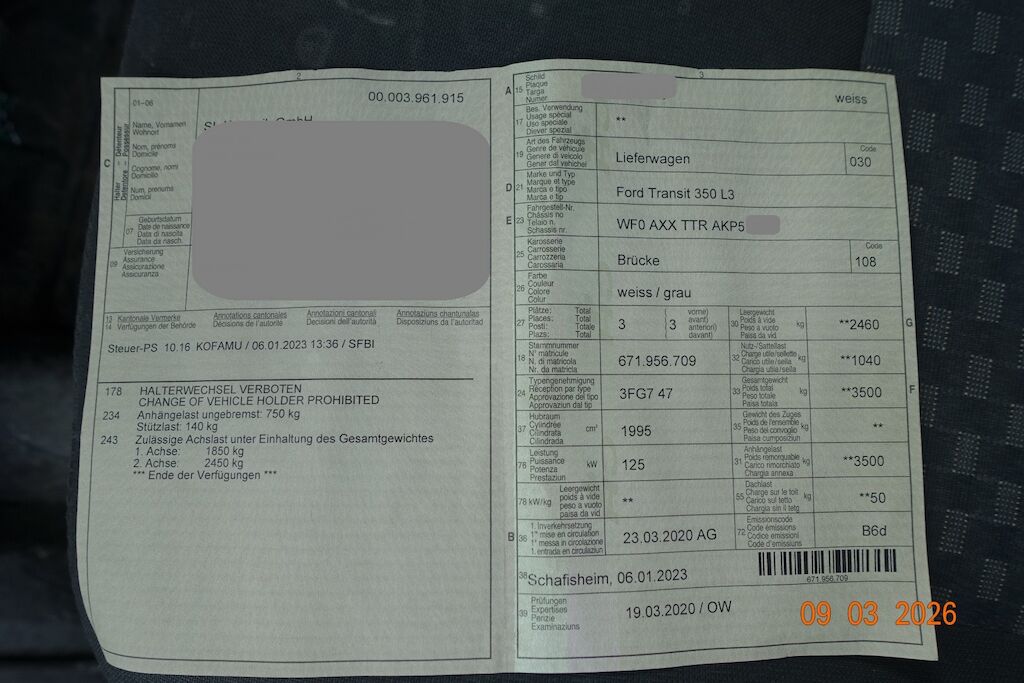 2
00.003.961.915
01-06
Name, Vornamen
Wohnort
Nom, prénoms
Domicile
Cognome, nomi
Domicilio
Num, prenums
Domicil
C
Halter Détenteur
Detentore Possessur
07
Geburtsdatum
Date de naissance
Data di nascita
Data da nasch.
09
Versicherung
Assurance
Assicurazione
Assicuranza
13 Kantonale Vermerke
14 Verfügungen der Behörde
Annotations cantonales
Décisions de l'autorité
Annotazioni cantonali
Decisioni dell'autorità
Annotaziuns chantunalas
Disposiziuns da l'autoritad
Steuer-PS 10.16 KOFAMU / 06.01.2023 13:36 / SFBI
178 HALTERWECHSEL VERBOTEN
CHANGE OF VEHICLE HOLDER PROHIBITED
234 Anhängelast ungebremst: 750 kg
Stützlast: 140 kg
243 Zulässige Achslast unter Einhaltung des Gesamtgewichtes
1. Achse: 1850 kg
2. Achse: 2450 kg
*** Ende der Verfügungen ***
3
A 15
Schild
Plaque
Targa
Numer
weiss
17
Bes. Verwendung
Usage spécial
Uso speciale
Diever spezial
**
19
Art des Fahrzeugs
Genre de véhicule
Genere di veicolo
Gener dal vehichel
Lieferwagen
Code
030
D 21
Marke und Typ
Marque et type
Marca e tipo
Marca e tip
Ford Transit 350 L3
E 23
Fahrgestell-Nr.
Châssis no
Telaio n.
Schassis nr.
WF0 AXX TTR AKP5
25
Karosserie
Carrosserie
Carrozzeria
Carossaria
Brücke
Code
108
26
Farbe
Couleur
Colore
Colur
weiss / grau
27
Plätze: Total
Places: Total
Posti: Totale
Plazs: Total
3
( vorne)
3 avant)
anteriori)
( davant)
30
Leergewicht
Poids à vide
Peso a vuoto
Paisa da vid
kg
**2460
G
18
Stammnummer
N° matricule
N. di matricola
Nr. da matricla
671.956.709
32
Nutz-/Sattellast
Charge utile/sellette
Carico utile/sella
Chargia utila/sella
kg
**1040
24
Typengenehmigung
Réception par type
Approvazione del tipo
Approvaziun dal tip
3FG7 47
33
Gesamtgewicht
Poids total
Peso totale
Paisa totala
kg
**3500
F
37
Hubraum
Cylindrée
Cilindrata
Cilindrada
cm³
1995
35
Gewicht des Zuges
Poids de l'ensemble
Peso del convoglio
Paisa cumposiziun
kg
**
76
Leistung
Puissance
Potenza
Prestaziun
kW
125
31
Anhängelast
Poids remorquable
Carico rimorchiato
Chargia annexa
kg
**3500
78 kW/kg
Leergewicht
poids à vide
peso a vuoto
paisa da vid
**
55
Dachlast
Charge sur le toit
Carico sul tetto
Chargia sin il tetg
kg
**50
B 36
1. Inverkehrsetzung
1re mise en circulation
1a messa in circolazione
1. entrada en circulaziun
23.03.2020 AG
72
Emissionscode
Code émissions
Codice emissioni
Code d'emissiuns
B6d
38 Schafisheim, 06.01.2023
671.956.709
39
Prüfungen
Expertises
Perizie
Examinaziuns
19.03.2020 / OW
09 03 2026